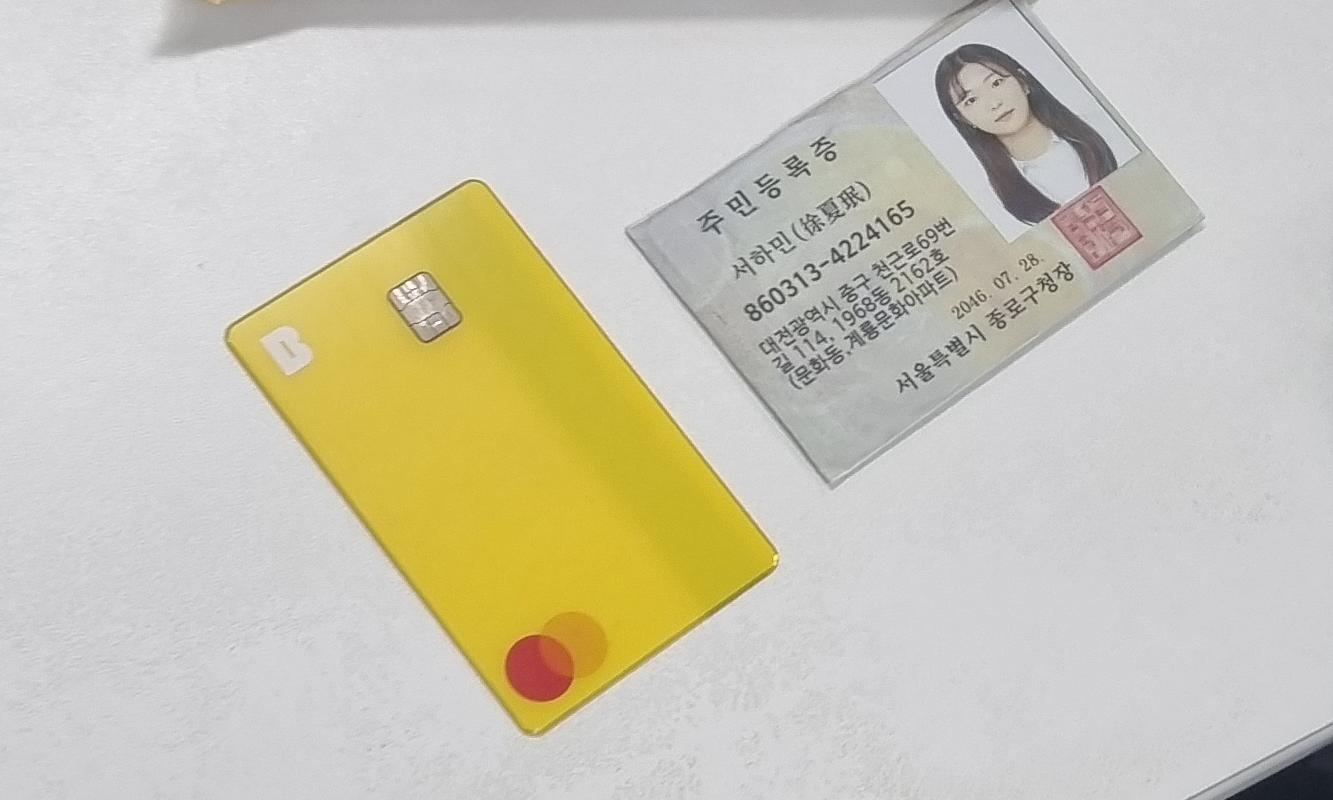 B
주민등록증
서하민(徐夏珉)
860313-4224165
대전광역시 중구 천근로69번
길 114, 1968동 2162호
(문화동,계룡문화아파트)
2046. 07. 28.
서울특별시 종로구청장